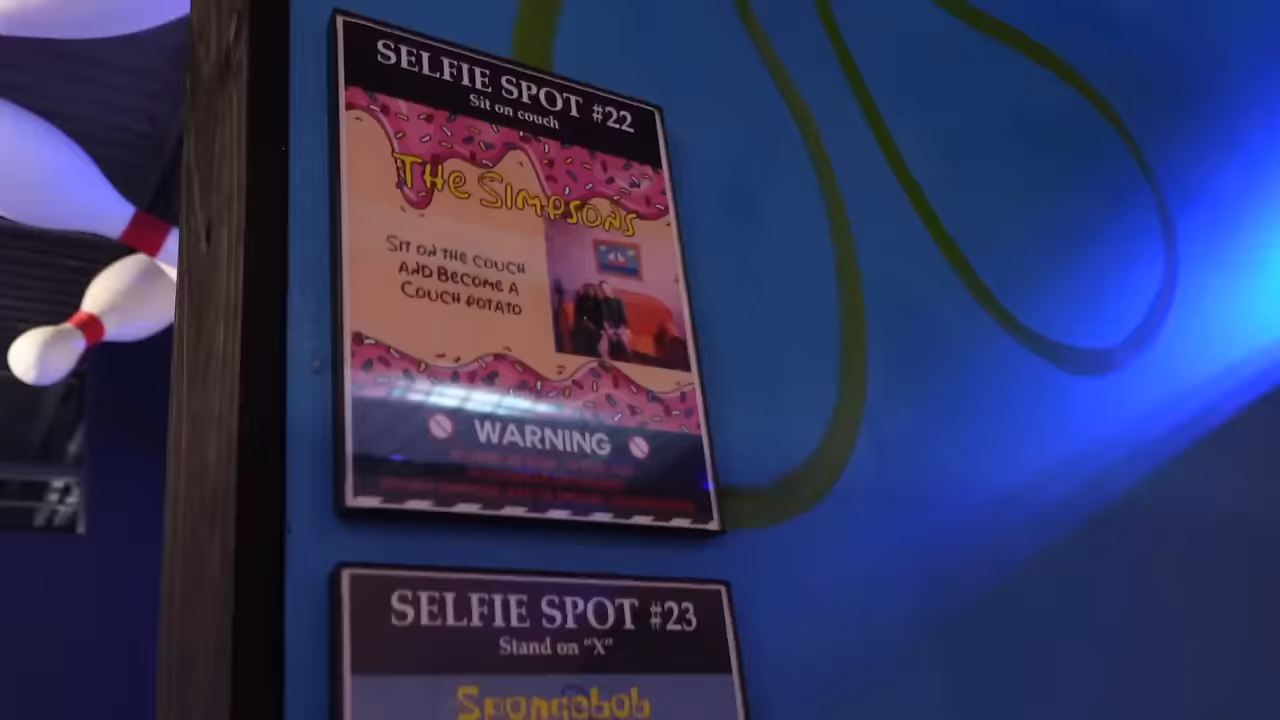 SELFIE SPOT #22
Sit on couch
THE SIMPSONS
SIT ON THE COUCH
AND BECOME A
COUCH POTATO
WARNING
SELFIE SPOT #23
Stand on “X”
Spongobob